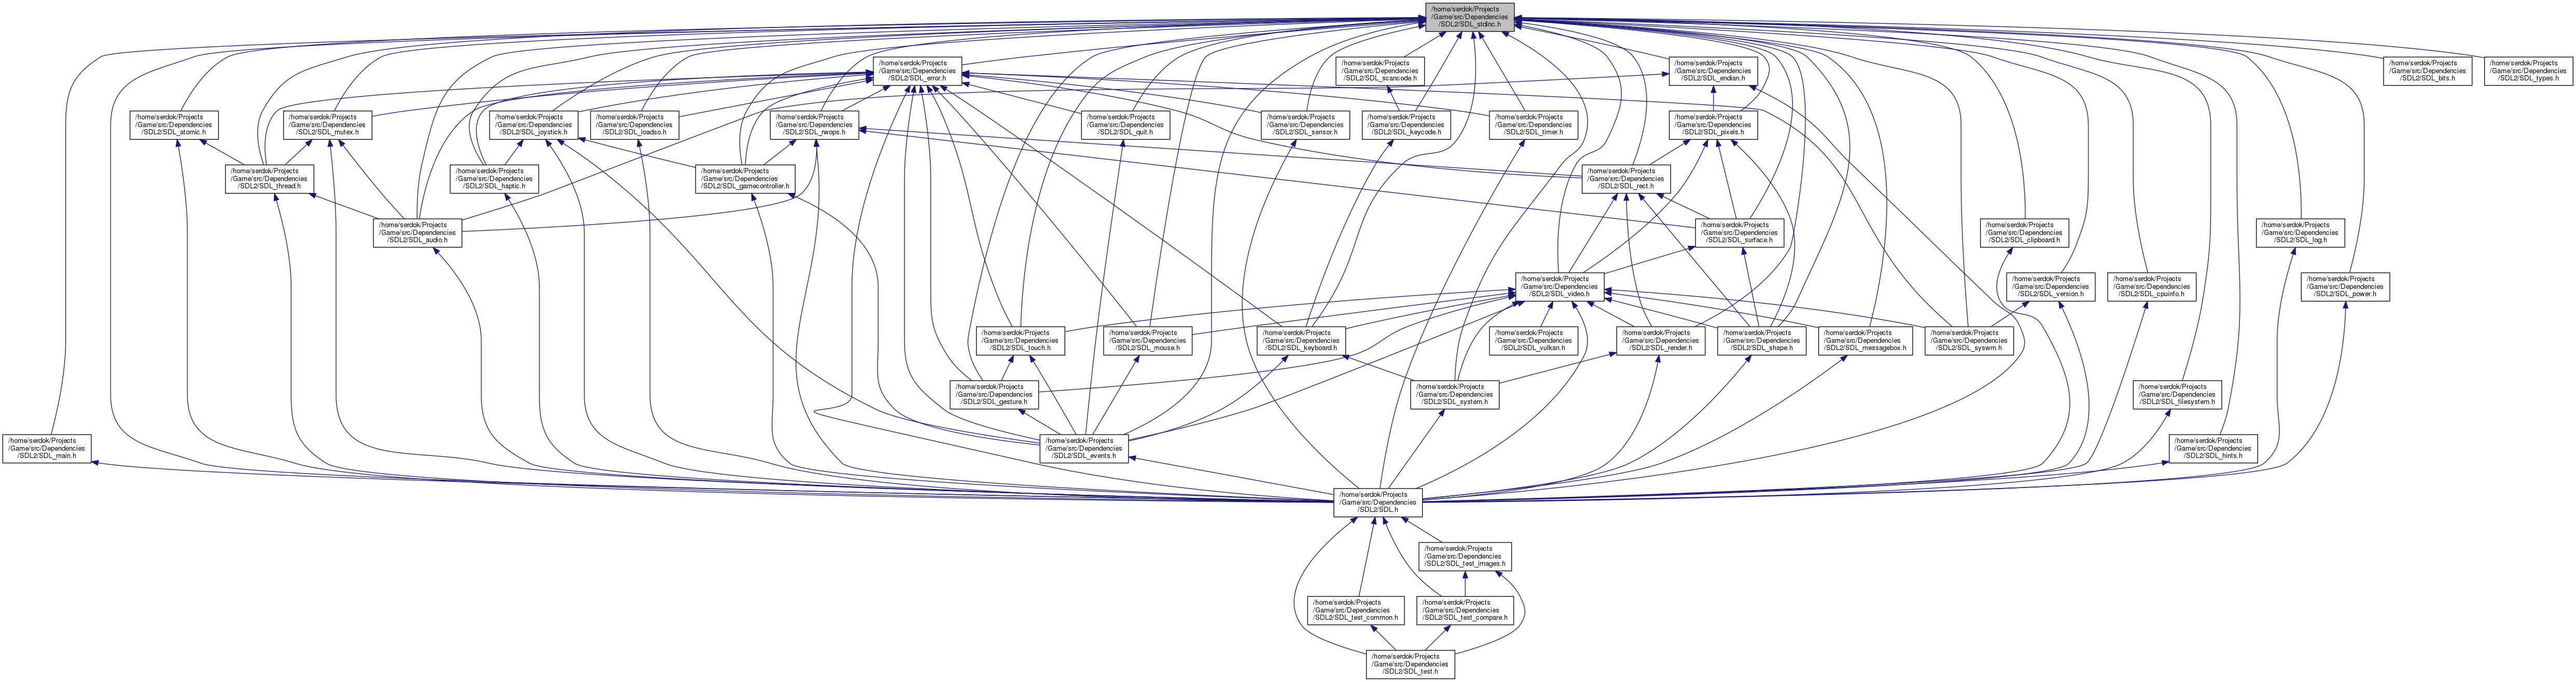 /home/serdok/Projects
/Game/src/Dependencies
/SDL2/SDL_stdinc.h
/home/serdok/Projects
/Game/src/Dependencies
/SDL2/SDL_error.h
/home/serdok/Projects
/Game/src/Dependencies
/SDL2/SDL_scancode.h
/home/serdok/Projects
/Game/src/Dependencies
/SDL2/SDL_endian.h
/home/serdok/Projects
/Game/src/Dependencies
/SDL2/SDL_bits.h
/home/serdok/Projects
/Game/src/Dependencies
/SDL2/SDL_types.h
/home/serdok/Projects
/Game/src/Dependencies
/SDL2/SDL_atomic.h
/home/serdok/Projects
/Game/src/Dependencies
/SDL2/SDL_mutex.h
/home/serdok/Projects
/Game/src/Dependencies
/SDL2/SDL_joystick.h
/home/serdok/Projects
/Game/src/Dependencies
/SDL2/SDL_loadso.h
/home/serdok/Projects
/Game/src/Dependencies
/SDL2/SDL_rwops.h
/home/serdok/Projects
/Game/src/Dependencies
/SDL2/SDL_quit.h
/home/serdok/Projects
/Game/src/Dependencies
/SDL2/SDL_sensor.h
/home/serdok/Projects
/Game/src/Dependencies
/SDL2/SDL_keycode.h
/home/serdok/Projects
/Game/src/Dependencies
/SDL2/SDL_timer.h
/home/serdok/Projects
/Game/src/Dependencies
/SDL2/SDL_pixels.h
/home/serdok/Projects
/Game/src/Dependencies
/SDL2/SDL_thread.h
/home/serdok/Projects
/Game/src/Dependencies
/SDL2/SDL_haptic.h
/home/serdok/Projects
/Game/src/Dependencies
/SDL2/SDL_gamecontroller.h
/home/serdok/Projects
/Game/src/Dependencies
/SDL2/SDL_rect.h
/home/serdok/Projects
/Game/src/Dependencies
/SDL2/SDL_audio.h
/home/serdok/Projects
/Game/src/Dependencies
/SDL2/SDL_surface.h
/home/serdok/Projects
/Game/src/Dependencies
/SDL2/SDL_clipboard.h
/home/serdok/Projects
/Game/src/Dependencies
/SDL2/SDL_log.h
/home/serdok/Projects
/Game/src/Dependencies
/SDL2/SDL_video.h
/home/serdok/Projects
/Game/src/Dependencies
/SDL2/SDL_version.h
/home/serdok/Projects
/Game/src/Dependencies
/SDL2/SDL_cpuinfo.h
/home/serdok/Projects
/Game/src/Dependencies
/SDL2/SDL_power.h
/home/serdok/Projects
/Game/src/Dependencies
/SDL2/SDL_touch.h
/home/serdok/Projects
/Game/src/Dependencies
/SDL2/SDL_mouse.h
/home/serdok/Projects
/Game/src/Dependencies
/SDL2/SDL_keyboard.h
/home/serdok/Projects
/Game/src/Dependencies
/SDL2/SDL_vulkan.h
/home/serdok/Projects
/Game/src/Dependencies
/SDL2/SDL_render.h
/home/serdok/Projects
/Game/src/Dependencies
/SDL2/SDL_shape.h
/home/serdok/Projects
/Game/src/Dependencies
/SDL2/SDL_messagebox.h
/home/serdok/Projects
/Game/src/Dependencies
/SDL2/SDL_syswm.h
/home/serdok/Projects
/Game/src/Dependencies
/SDL2/SDL_gesture.h
/home/serdok/Projects
/Game/src/Dependencies
/SDL2/SDL_system.h
/home/serdok/Projects
/Game/src/Dependencies
/SDL2/SDL_filesystem.h
/home/serdok/Projects
/Game/src/Dependencies
/SDL2/SDL_main.h
/home/serdok/Projects
/Game/src/Dependencies
/SDL2/SDL_events.h
/home/serdok/Projects
/Game/src/Dependencies
/SDL2/SDL_hints.h
/home/serdok/Projects
/Game/src/Dependencies
/SDL2/SDL.h
/home/serdok/Projects
/Game/src/Dependencies
/SDL2/SDL_test_images.h
/home/serdok/Projects
/Game/src/Dependencies
/SDL2/SDL_test_common.h
/home/serdok/Projects
/Game/src/Dependencies
/SDL2/SDL_test_compare.h
/home/serdok/Projects
/Game/src/Dependencies
/SDL2/SDL_test.h